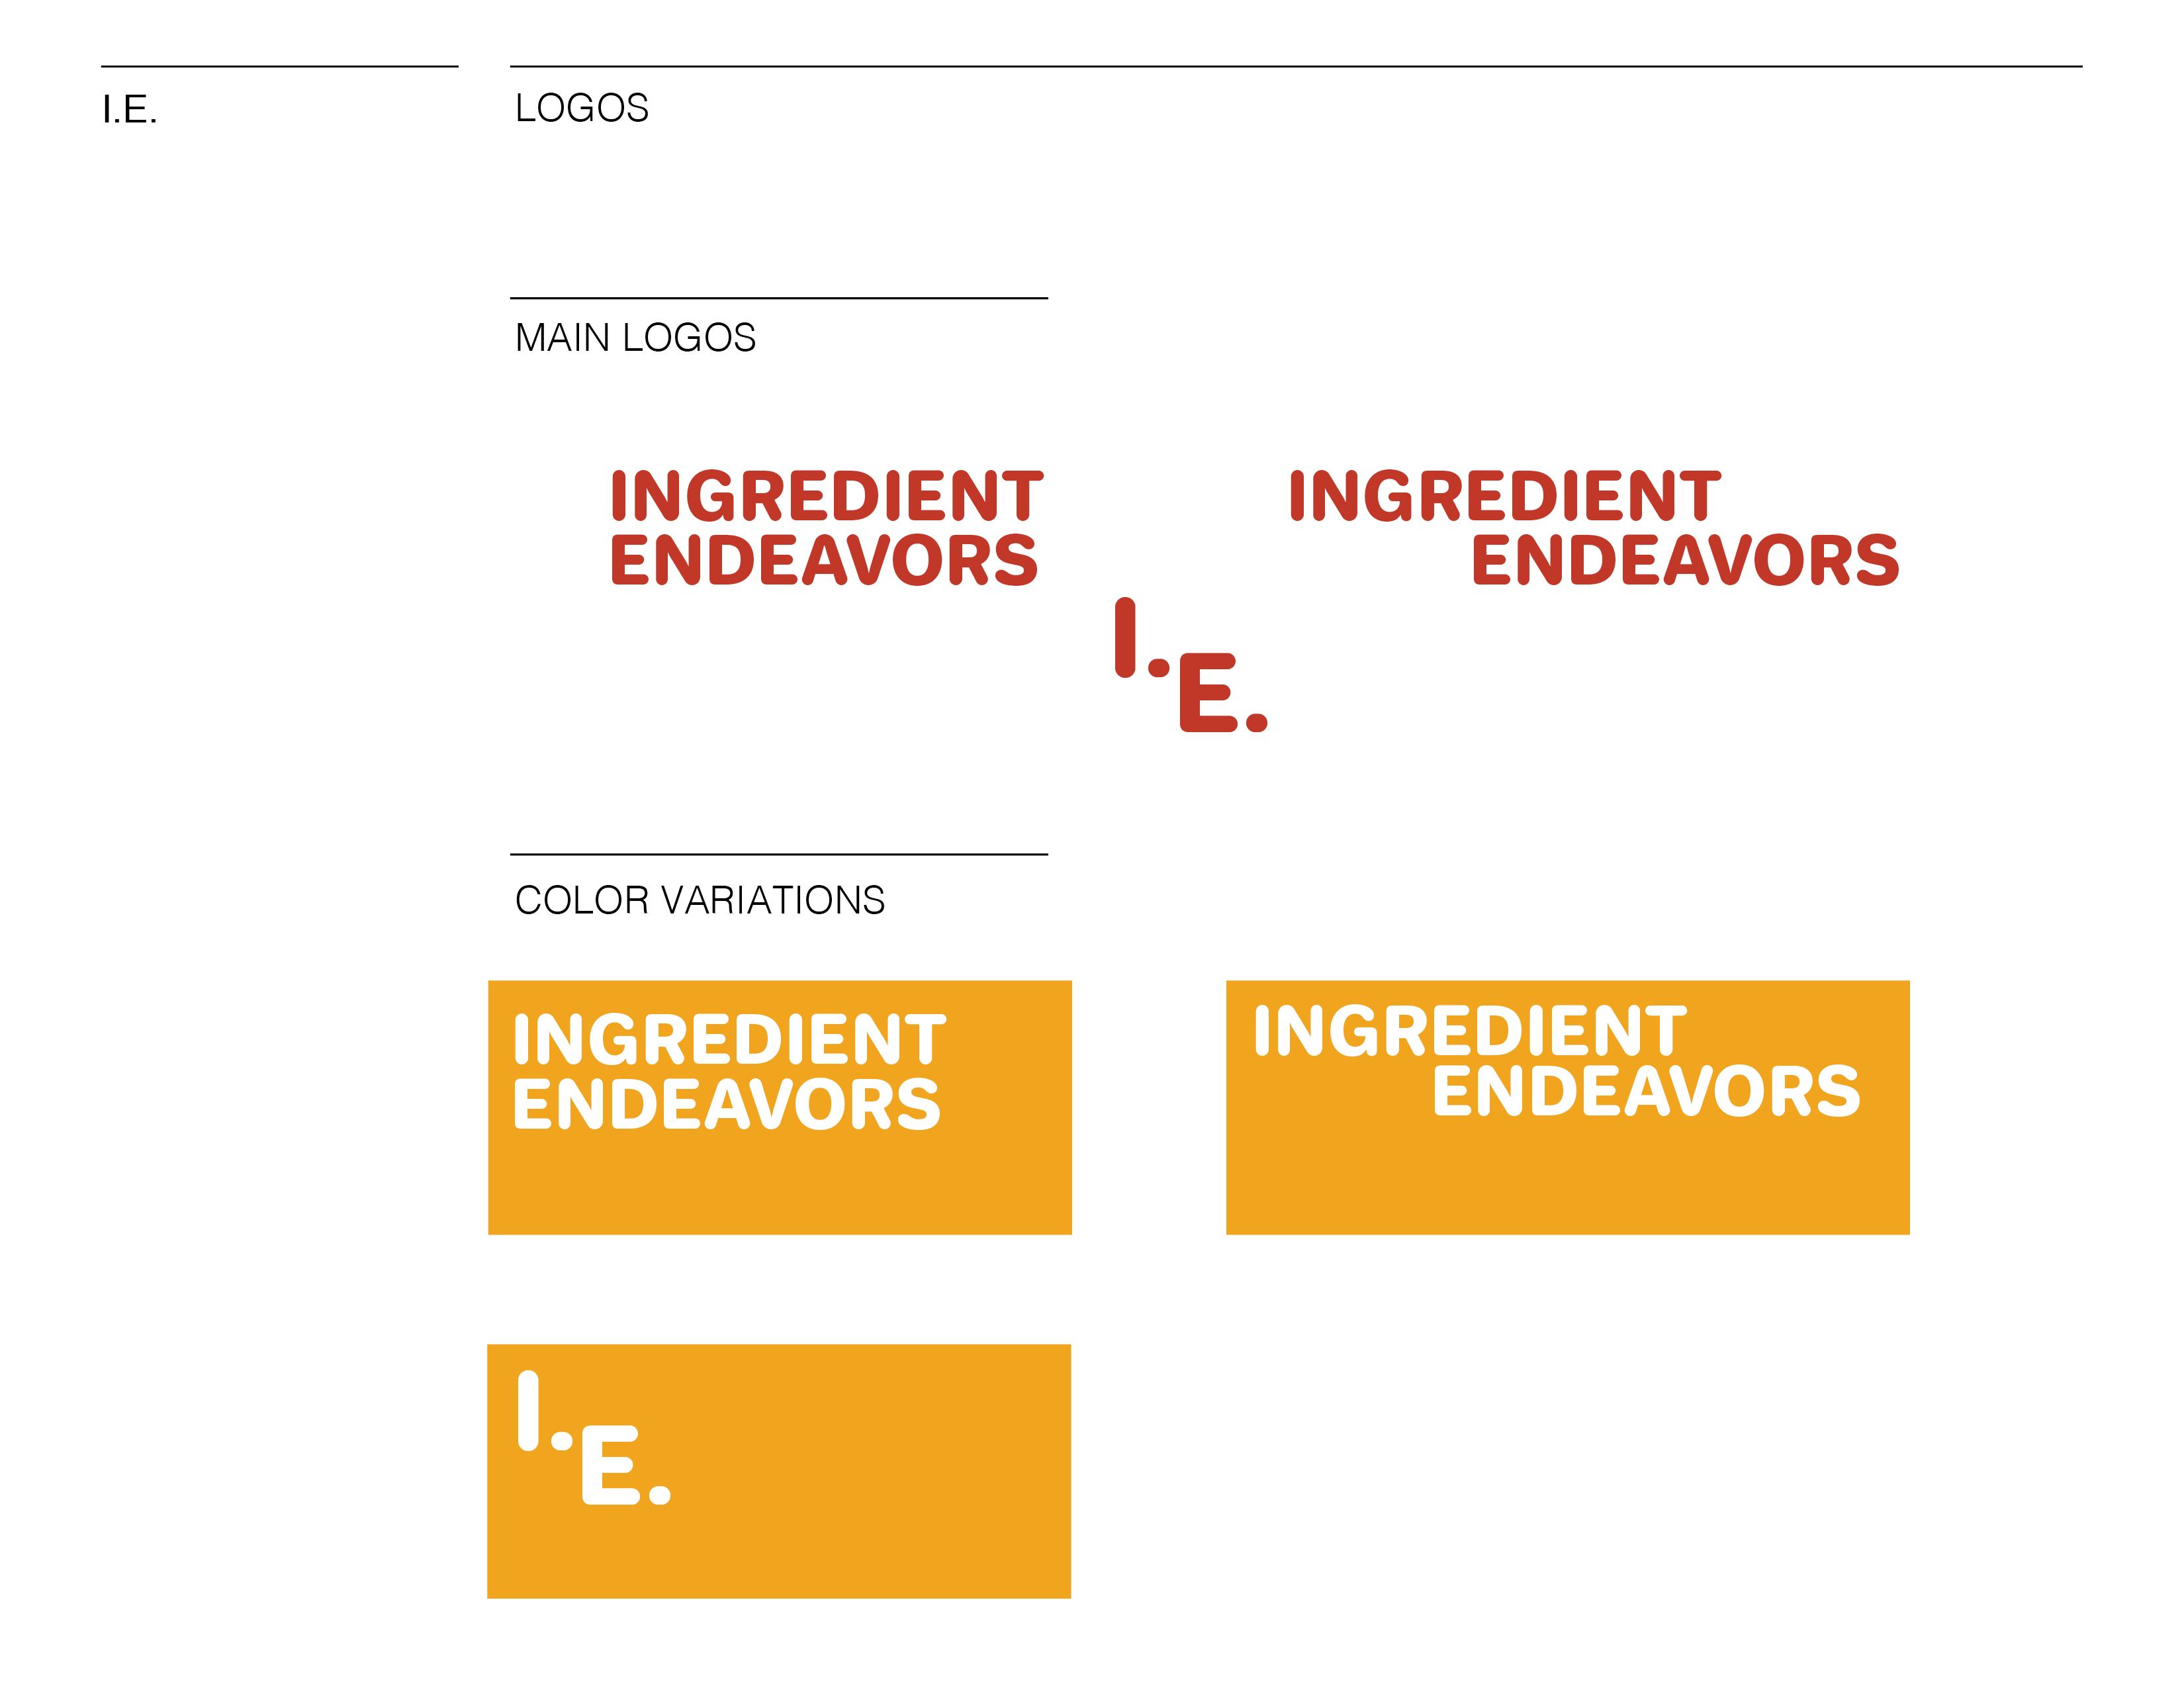 I.E.
LOGOS
MAIN LOGOS
INGREDIENT
ENDEAVORS
INGREDIENT
ENDEAVORS
I.E.
COLOR VARIATIONS
INGREDIENT
ENDEAVORS
INGREDIENT
ENDEAVORS
I.E.